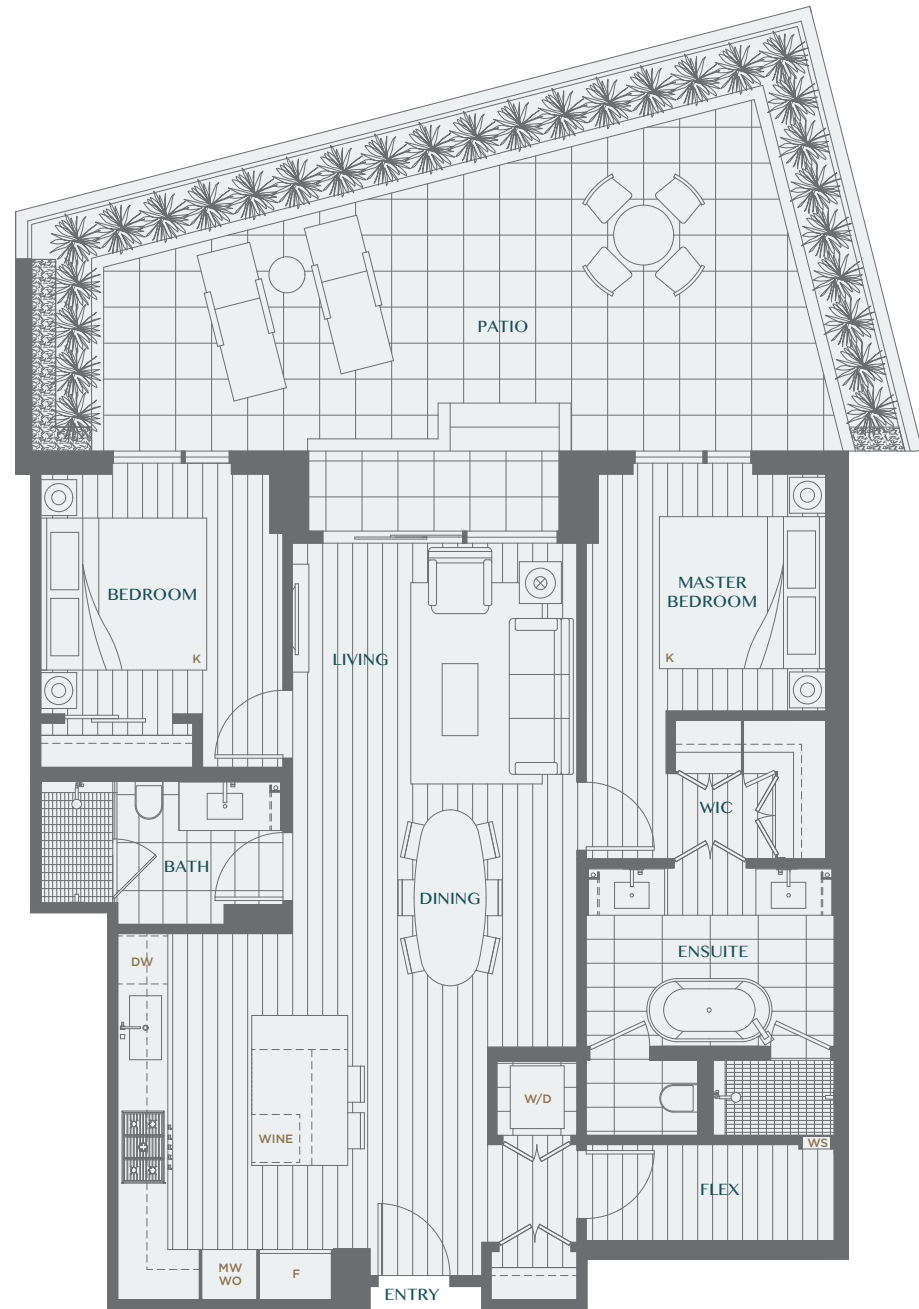 PATIO
BEDROOM
K
MASTER
BEDROOM
K
LIVING
WIC
BATH
DINING
ENSUITE
DW
W/D
WINE
WS
FLEX
MW
WO
F
ENTRY